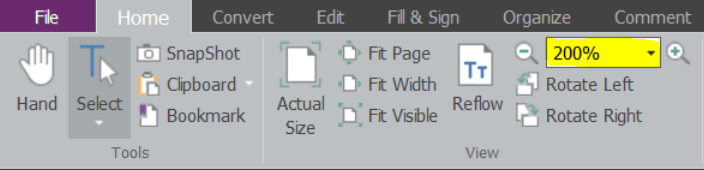 File Home Convert Edit Fill & Sign Organize Comment
SnapShot Fit Page 200%
Clipboard Fit Width Rotate Left
Hand Select Bookmark Actual Size Fit Visible Reflow Rotate Right
Tools View